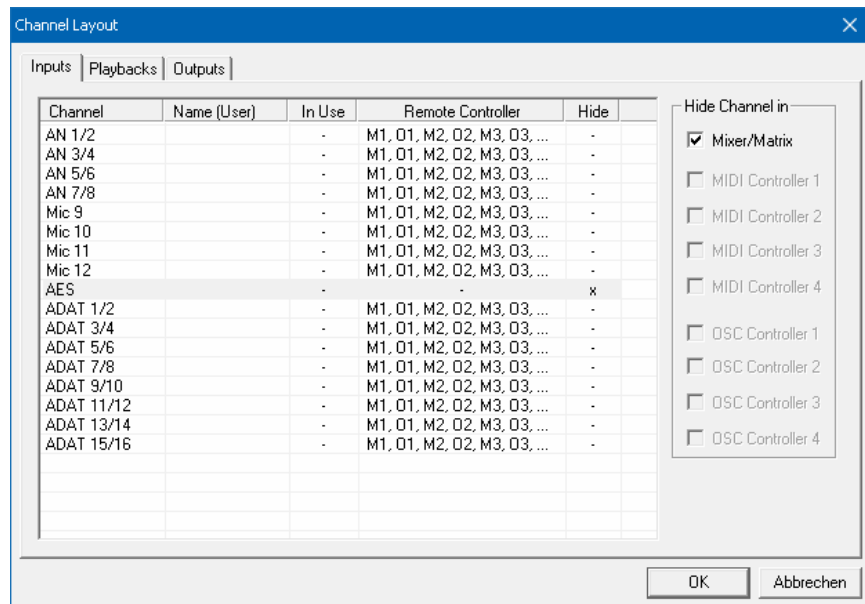 Channel Layout
Inputs Playbacks Outputs
Channel Name (User) In Use Remote Controller Hide
AN 1/2 - M1, O1, M2, O2, M3, O3, ... -
AN 3/4 - M1, O1, M2, O2, M3, O3, ... -
AN 5/6 - M1, O1, M2, O2, M3, O3, ... -
AN 7/8 - M1, O1, M2, O2, M3, O3, ... -
Mic 9 - M1, O1, M2, O2, M3, O3, ... -
Mic 10 - M1, O1, M2, O2, M3, O3, ... -
Mic 11 - M1, O1, M2, O2, M3, O3, ... -
Mic 12 - M1, O1, M2, O2, M3, O3, ... -
AES - - x
ADAT 1/2 - M1, O1, M2, O2, M3, O3, ... -
ADAT 3/4 - M1, O1, M2, O2, M3, O3, ... -
ADAT 5/6 - M1, O1, M2, O2, M3, O3, ... -
ADAT 7/8 - M1, O1, M2, O2, M3, O3, ... -
ADAT 9/10 - M1, O1, M2, O2, M3, O3, ... -
ADAT 11/12 - M1, O1, M2, O2, M3, O3, ... -
ADAT 13/14 - M1, O1, M2, O2, M3, O3, ... -
ADAT 15/16 - M1, O1, M2, O2, M3, O3, ... -
Hide Channel in
Mixer/Matrix
MIDI Controller 1
MIDI Controller 2
MIDI Controller 3
MIDI Controller 4
OSC Controller 1
OSC Controller 2
OSC Controller 3
OSC Controller 4
OK Abbrechen